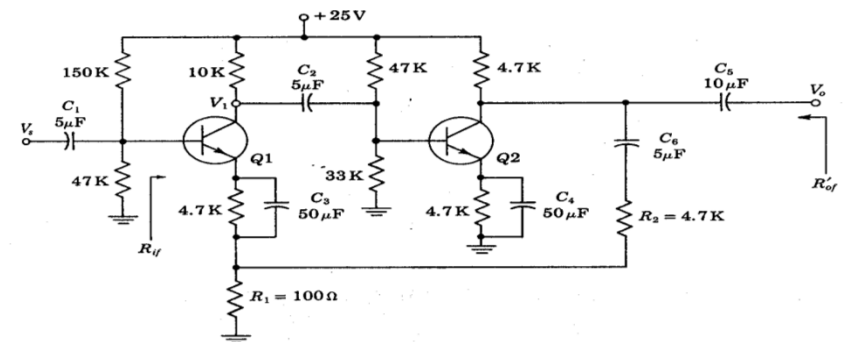 +25V
150K
10K
C2
5μF
47K
4.7K
C5
10μF
C1
5μF
V1
Vo
Vs
Q1
Q2
C6
5μF
R'of
47K
33K
4.7K
C3
50μF
4.7K
C4
50μF
R2 = 4.7K
Rif
R1 = 100Ω